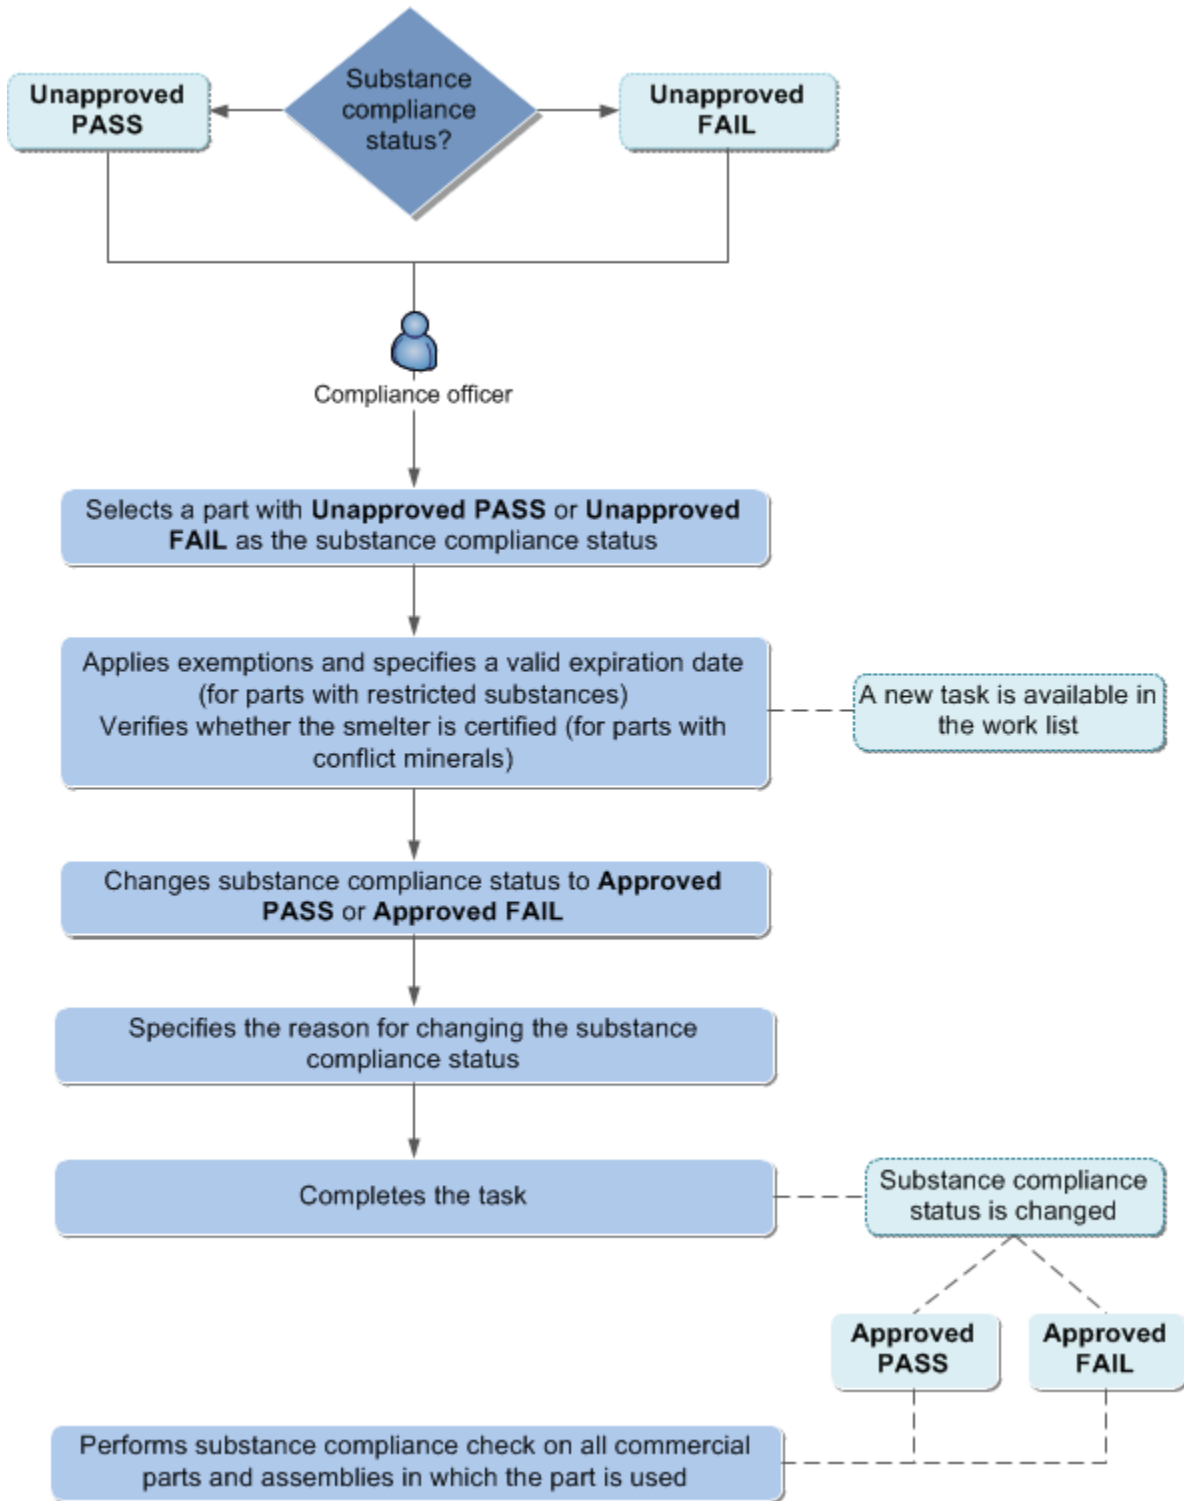 Substance
compliance
status?
Unapproved
PASS
Unapproved
FAIL
Compliance officer
Selects a part with Unapproved PASS or Unapproved
FAIL as the substance compliance status
Applies exemptions and specifies a valid expiration date
(for parts with restricted substances)
Verifies whether the smelter is certified (for parts with
conflict minerals)
A new task is available in
the work list
Changes substance compliance status to Approved
PASS or Approved FAIL
Specifies the reason for changing the substance
compliance status
Completes the task
Substance compliance
status is changed
Approved
PASS
Approved
FAIL
Performs substance compliance check on all commercial
parts and assemblies in which the part is used